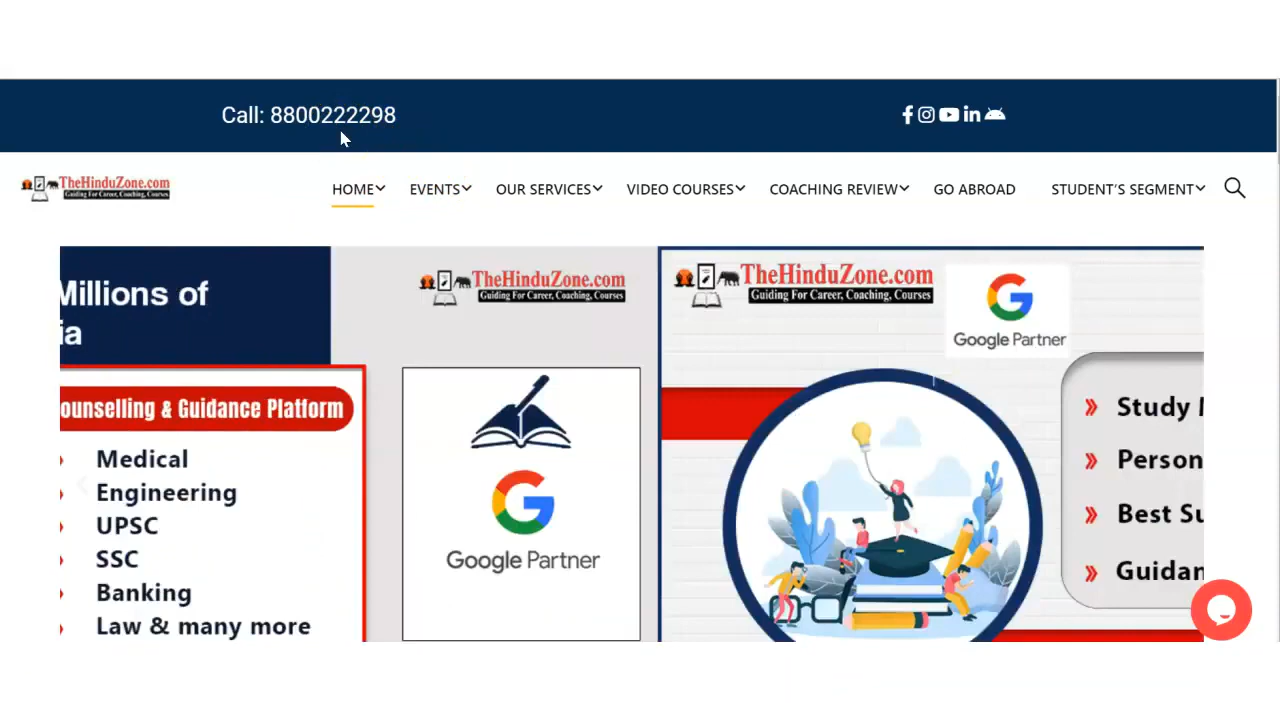 Call: 8800222298
TheHinduZone.com
Guiding For Career, Coaching, Courses
HOME EVENTS OUR SERVICES VIDEO COURSES COACHING REVIEW GO ABROAD STUDENT'S SEGMENT
Millions of
ia
ounselling & Guidance Platform
Medical
Engineering
UPSC
SSC
Banking
Law & many more
TheHinduZone.com
Guiding For Career, Coaching, Courses
Google Partner
TheHinduZone.com
Guiding For Career, Coaching, Courses
Google Partner
Study
Person
Best Su
Guidan